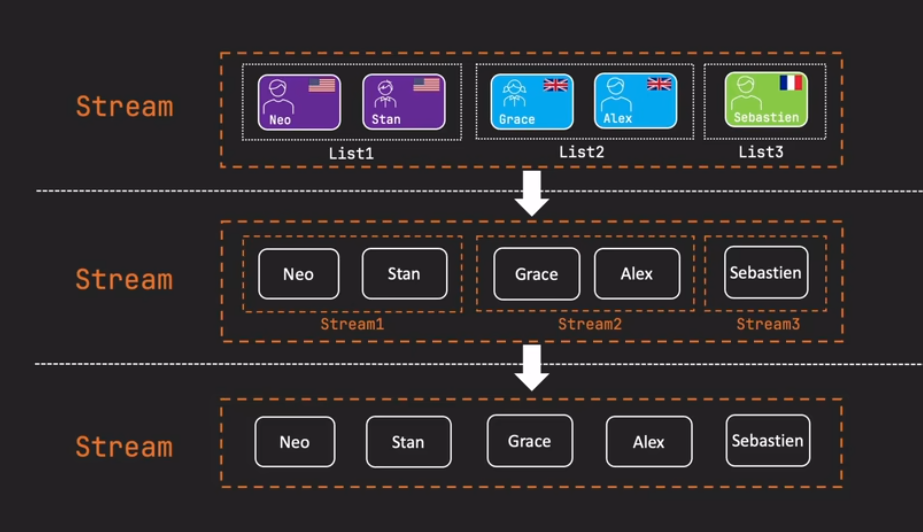 Stream
Neo
Stan
Grace
Alex
Sebastien
List1
List2
List3
Stream
Neo
Stan
Grace
Alex
Sebastien
Stream1
Stream2
Stream3
Stream
Neo
Stan
Grace
Alex
Sebastien